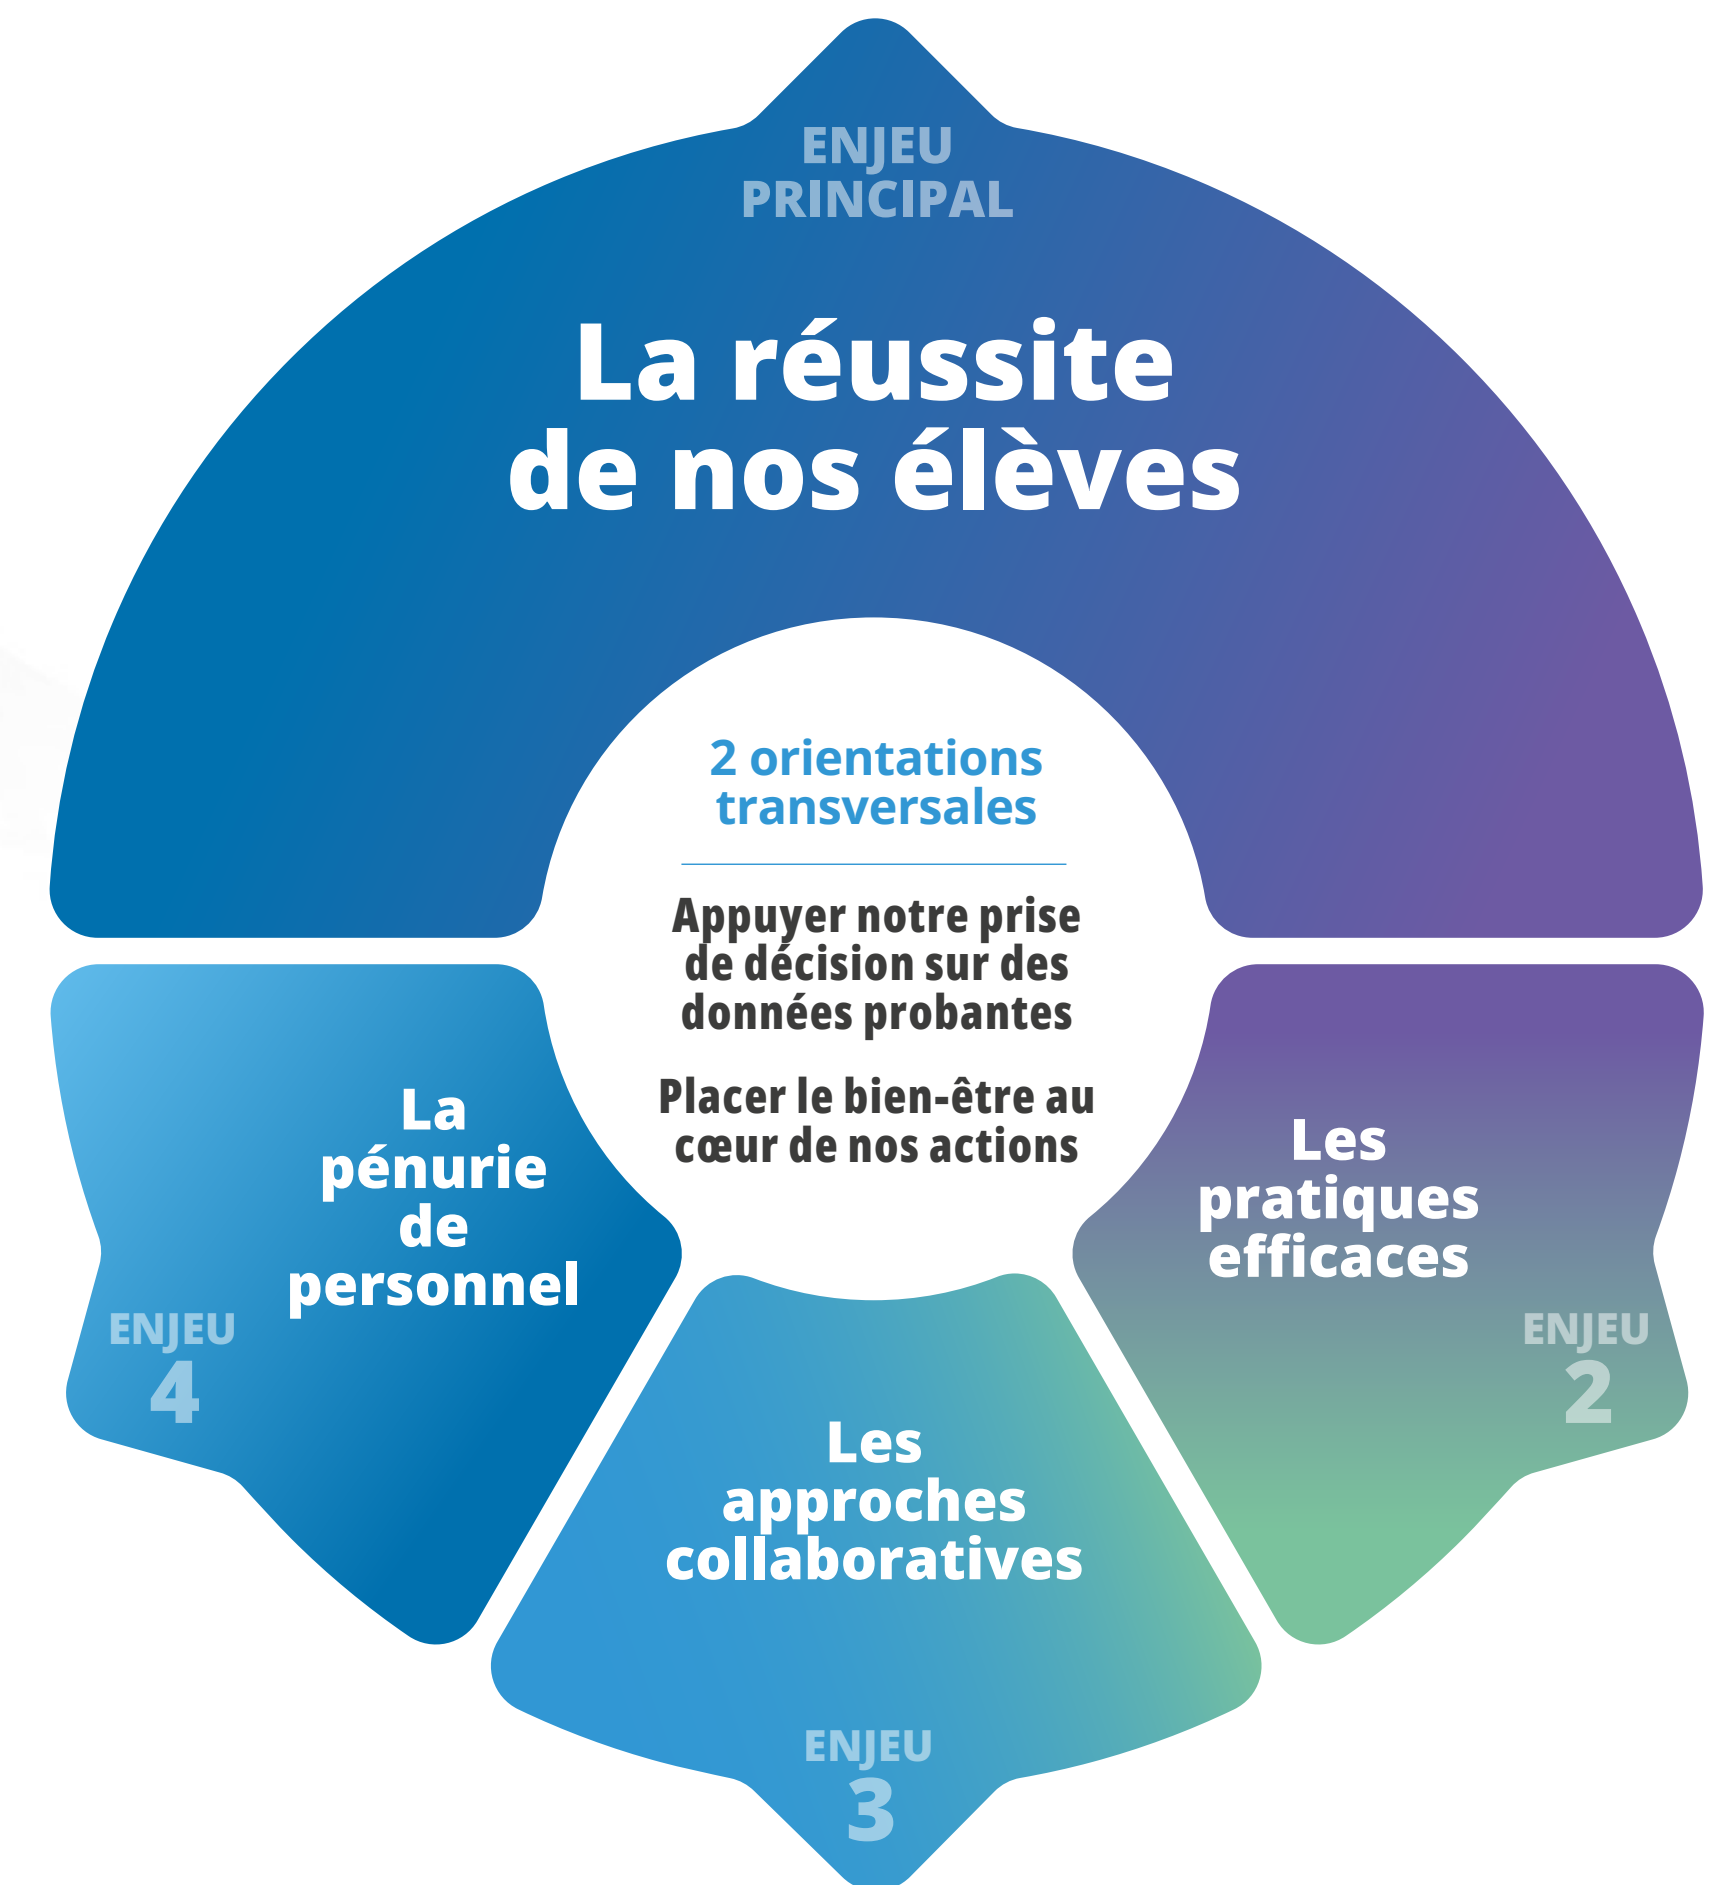 ENJEU
PRINCIPAL
La réussite
de nos élèves
2 orientations
transversales
Appuyer notre prise
de décision sur des
données probantes
Placer le bien-être au
cœur de nos actions
Les
pratiques
efficaces
ENJEU
2
Les
approches
collaboratives
ENJEU
3
La
pénurie
de
personnel
ENJEU
4